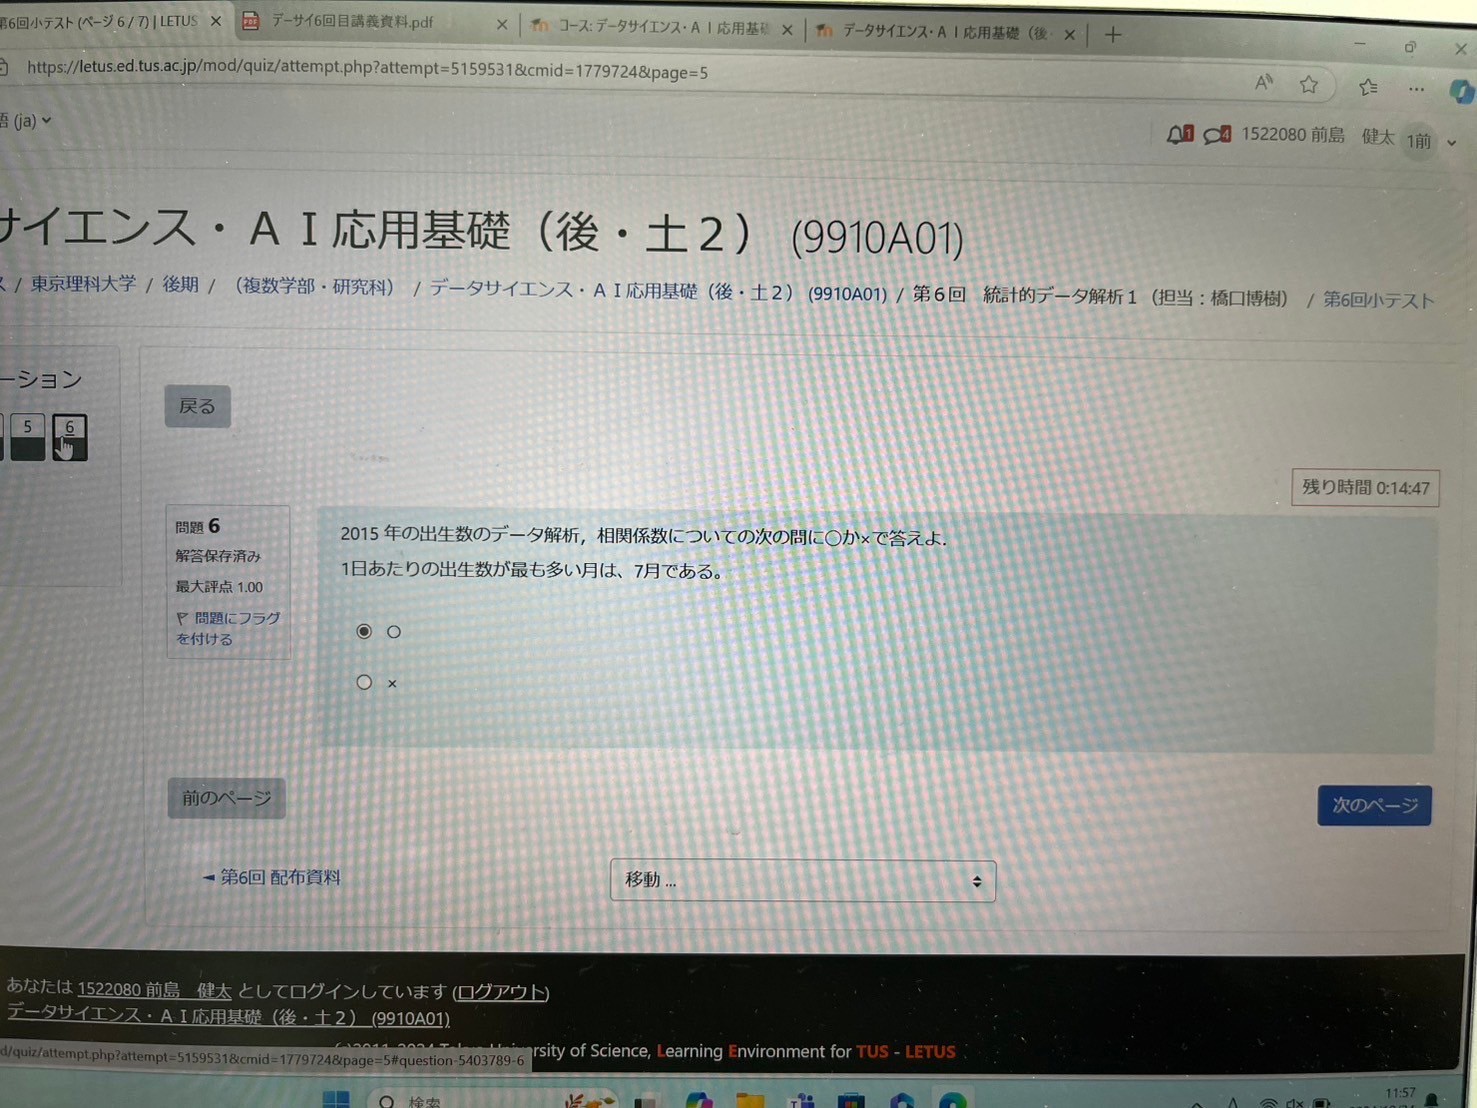 第6回小テスト (ページ 6 / 7) | LETUS
データサイ6回目講義資料.pdf
コース: データサイエンス・ＡＩ応用基礎
データサイエンス・ＡＩ応用基礎（後
https://letus.ed.tus.ac.jp/mod/quiz/attempt.php?attempt=5159531&cmid=1779724&page=5
語 (ja)
1
4
1522080 前島　健太
1前
サイエンス・ＡＩ応用基礎（後・土２） (9910A01)
ス / 東京理科大学 / 後期 / （複数学部・研究科） / データサイエンス・ＡＩ応用基礎（後・土２） (9910A01) / 第６回　統計的データ解析１（担当：橋口博樹） / 第6回小テスト
ーション
5
6
戻る
残り時間 0:14:47
問題 6
解答保存済み
最大評点 1.00
問題にフラグ
を付ける
2015 年の出生数のデータ解析，相関係数についての次の問に○か×で答えよ.
1日あたりの出生数が最も多い月は、7月である。
○
×
前のページ
次のページ
◄ 第6回 配布資料
移動 ...
あなたは 1522080 前島　健太 としてログインしています (ログアウト)
データサイエンス・ＡＩ応用基礎（後・土２） (9910A01)
d/quiz/attempt.php?attempt=5159531&cmid=1779724&page=5#question-5403789-6
rsity of Science, Learning Environment for TUS - LETUS
検索
11:57